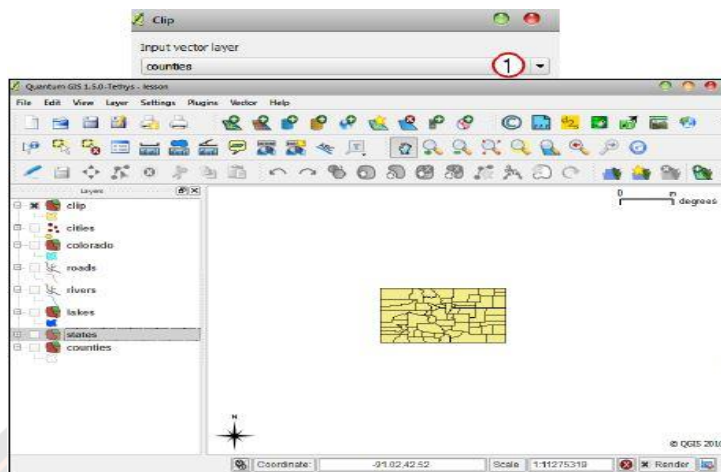 Clip
Input vector layer
counties
1
Quantum GIS 1.5.0-Tethys - lesson
File Edit View Layer Settings Plugins Vector Help
Layers
clip
cities
colorado
roads
rivers
lakes
states
counties
0
degrees
N
© QGIS 2010
Coordinate: -91.02,42.52 Scale 1:11275319 Render